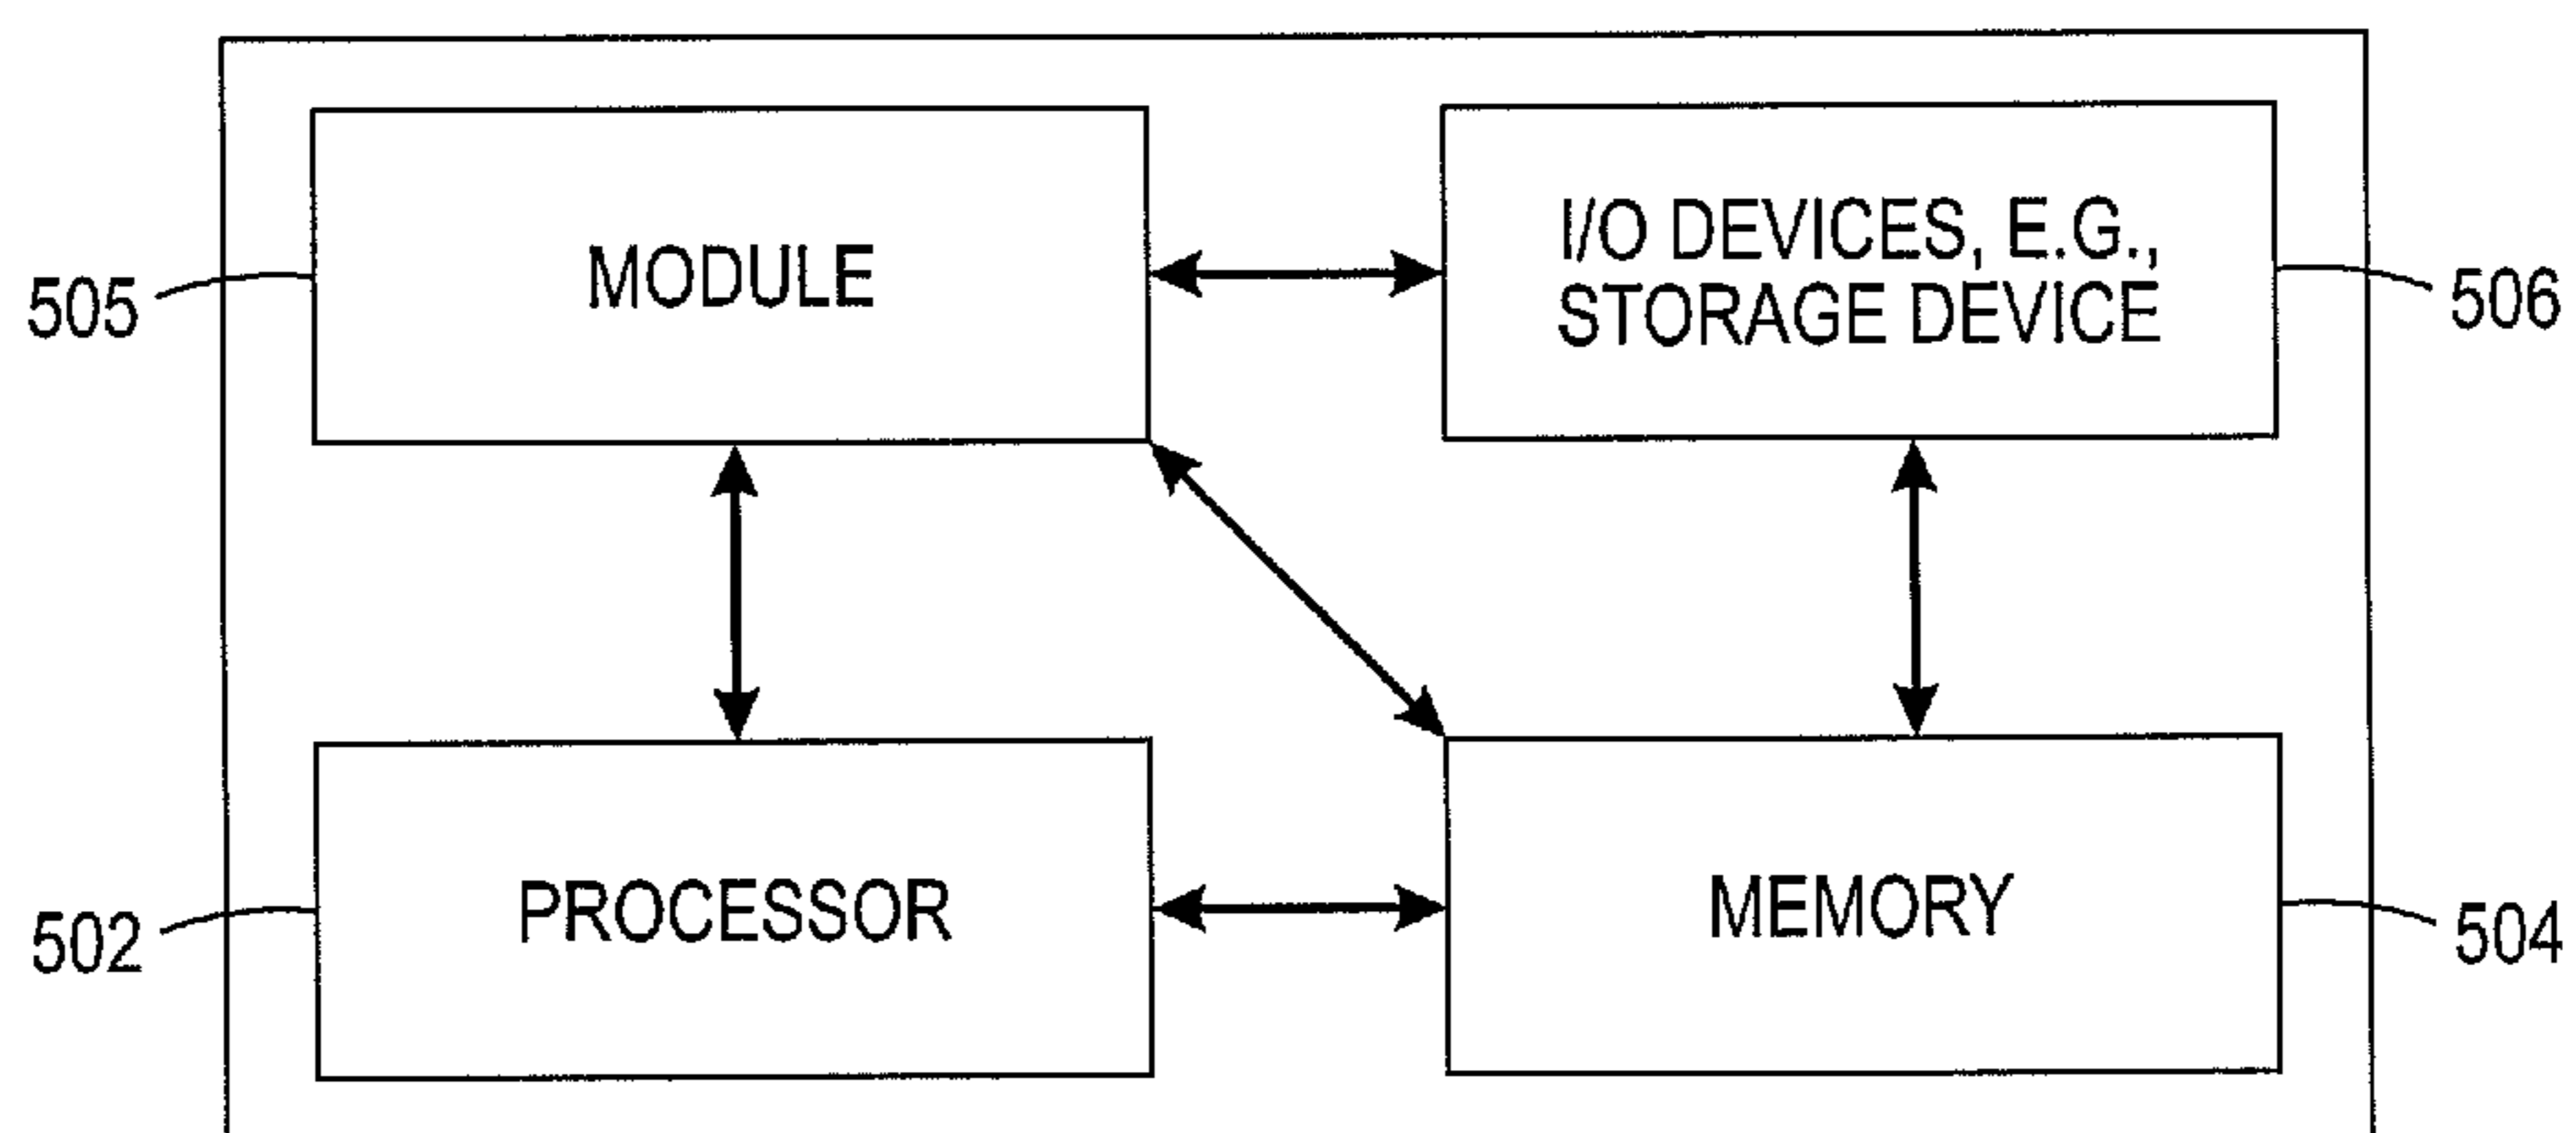 MODULE
I/O DEVICES, E.G.,
STORAGE DEVICE
505
506
PROCESSOR
MEMORY
502
504